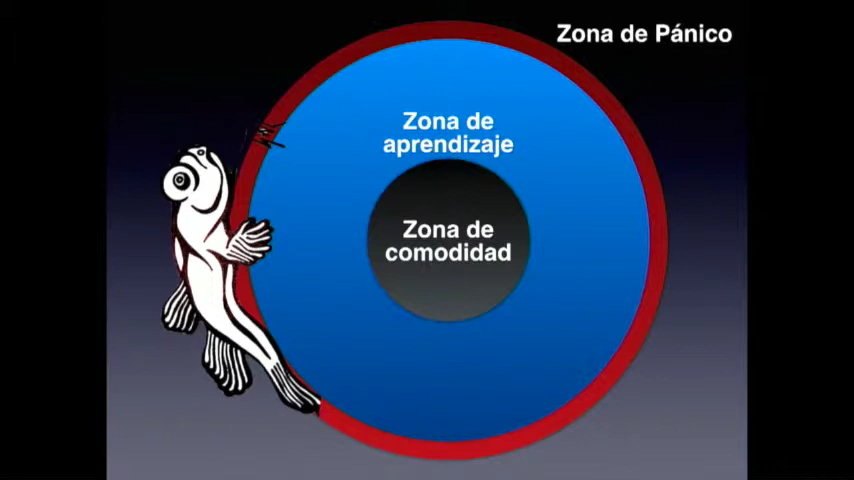 Zona de Pánico
Zona de
aprendizaje
Zona de
comodidad